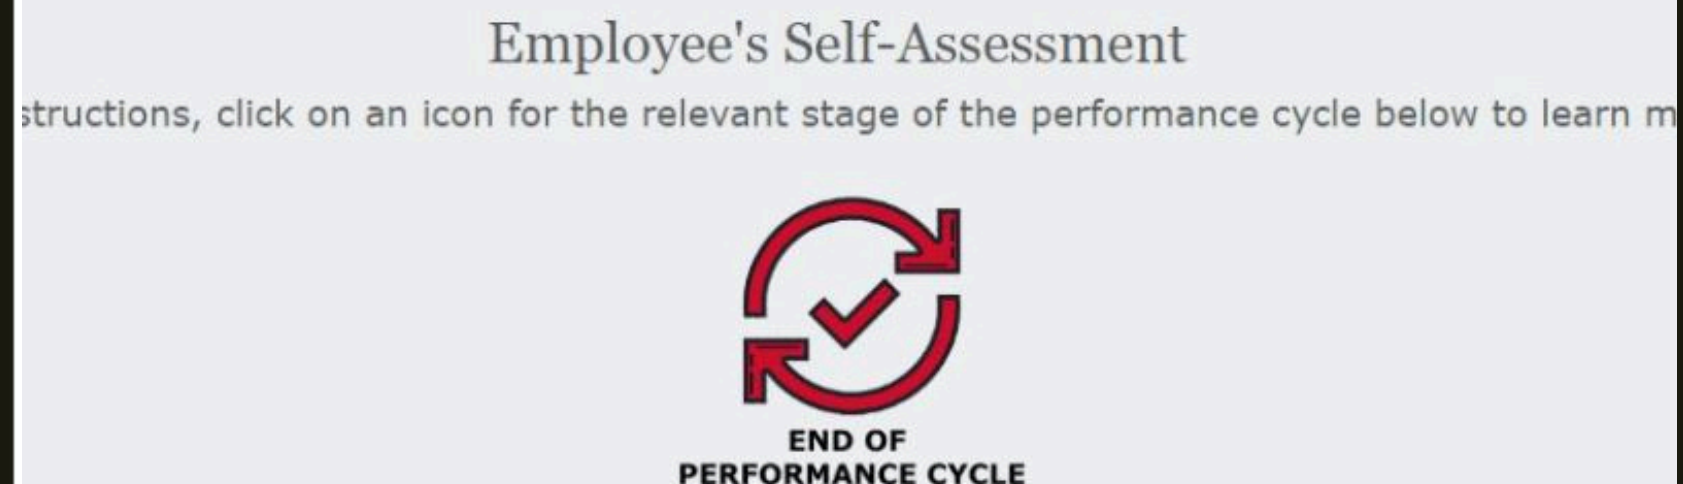 Employee's Self-Assessment
structions, click on an icon for the relevant stage of the performance cycle below to learn m
END OF
PERFORMANCE CYCLE